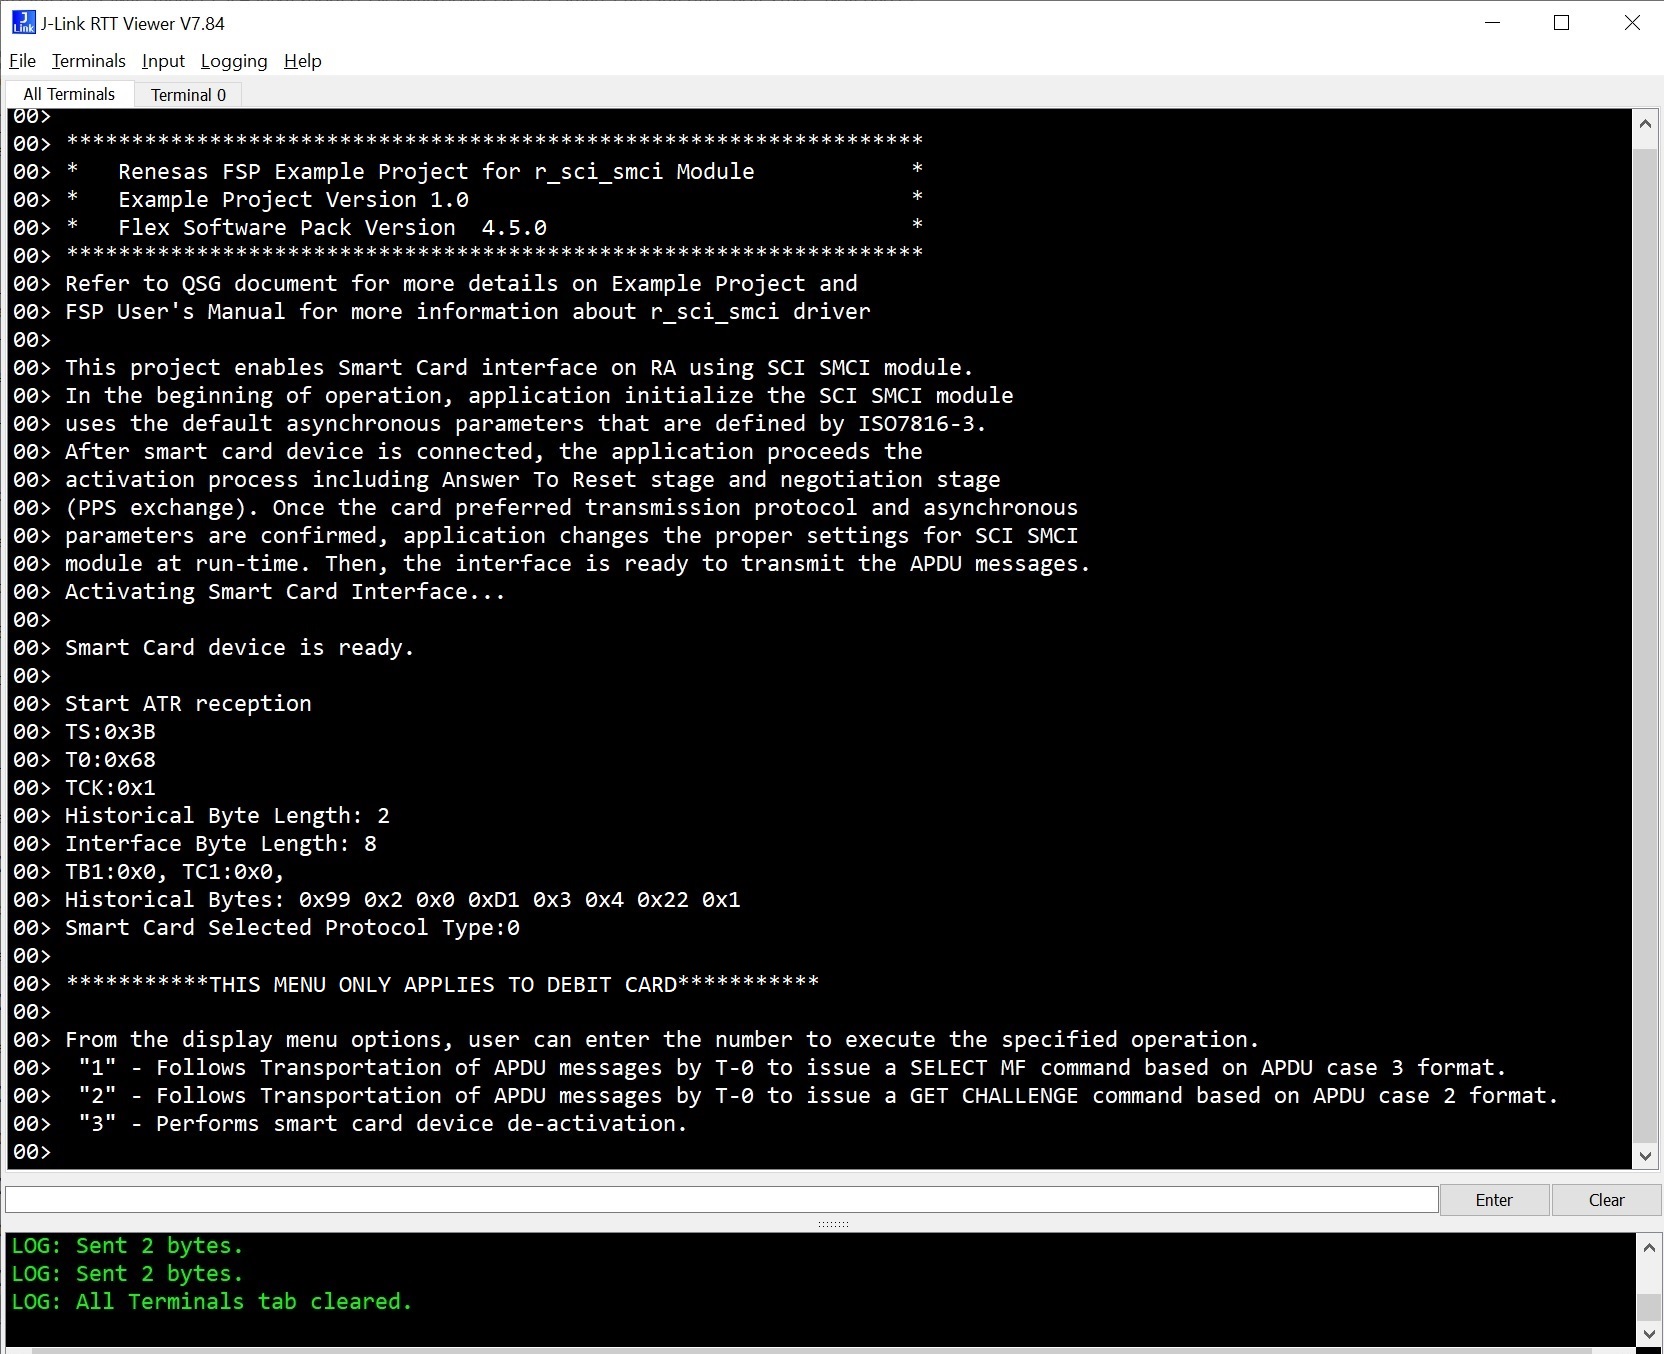 J-Link RTT Viewer V7.84
File Terminals Input Logging Help
All Terminals Terminal 0
00>
00> ******************************************************************
00> *   Renesas FSP Example Project for r_sci_smci Module            *
00> *   Example Project Version 1.0                                  *
00> *   Flex Software Pack Version  4.5.0                            *
00> ******************************************************************
00> Refer to QSG document for more details on Example Project and
00> FSP User's Manual for more information about r_sci_smci driver
00>
00> This project enables Smart Card interface on RA using SCI SMCI module.
00> In the beginning of operation, application initialize the SCI SMCI module
00> uses the default asynchronous parameters that are defined by ISO7816-3.
00> After smart card device is connected, the application proceeds the
00> activation process including Answer To Reset stage and negotiation stage
00> (PPS exchange). Once the card preferred transmission protocol and asynchronous
00> parameters are confirmed, application changes the proper settings for SCI SMCI
00> module at run-time. Then, the interface is ready to transmit the APDU messages.
00> Activating Smart Card Interface...
00>
00> Smart Card device is ready.
00>
00> Start ATR reception
00> TS:0x3B
00> T0:0x68
00> TCK:0x1
00> Historical Byte Length: 2
00> Interface Byte Length: 8
00> TB1:0x0, TC1:0x0,
00> Historical Bytes: 0x99 0x2 0x0 0xD1 0x3 0x4 0x22 0x1
00> Smart Card Selected Protocol Type:0
00>
00> ***********THIS MENU ONLY APPLIES TO DEBIT CARD***********
00>
00> From the display menu options, user can enter the number to execute the specified operation.
00>  "1" - Follows Transportation of APDU messages by T-0 to issue a SELECT MF command based on APDU case 3 format.
00>  "2" - Follows Transportation of APDU messages by T-0 to issue a GET CHALLENGE command based on APDU case 2 format.
00>  "3" - Performs smart card device de-activation.
00>
Enter Clear
LOG: Sent 2 bytes.
LOG: Sent 2 bytes.
LOG: All Terminals tab cleared.